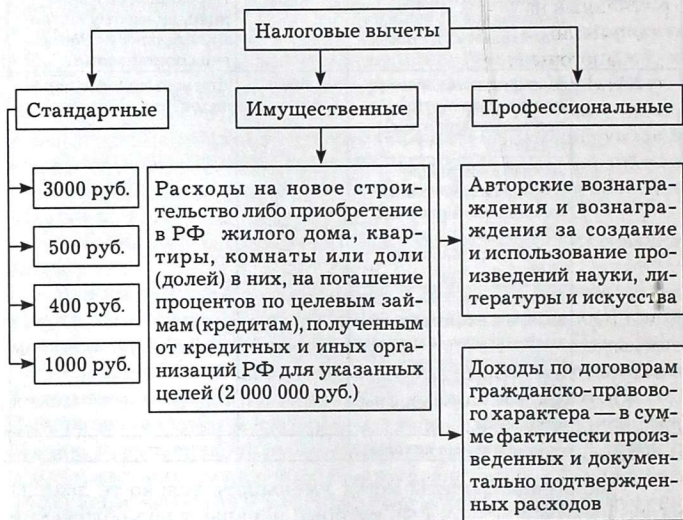 Налоговые вычеты
Стандартные
Имущественные
Профессиональные
3000 руб.
500 руб.
400 руб.
1000 руб.
Расходы на новое строи-
тельство либо приобретение
в РФ жилого дома, квар-
тиры, комнаты или доли
(долей) в них, на погашение
процентов по целевым зай-
мам (кредитам), полученным
от кредитных и иных орга-
низаций РФ для указанных
целей (2 000 000 руб.)
Авторские вознагра-
ждения и вознагра-
ждения за создание
и использование про-
изведений науки, ли-
тературы и искусства
Доходы по договорам
гражданско-правово-
го характера — в сум-
ме фактически произ-
веденных и докумен-
тально подтвержден-
ных расходов